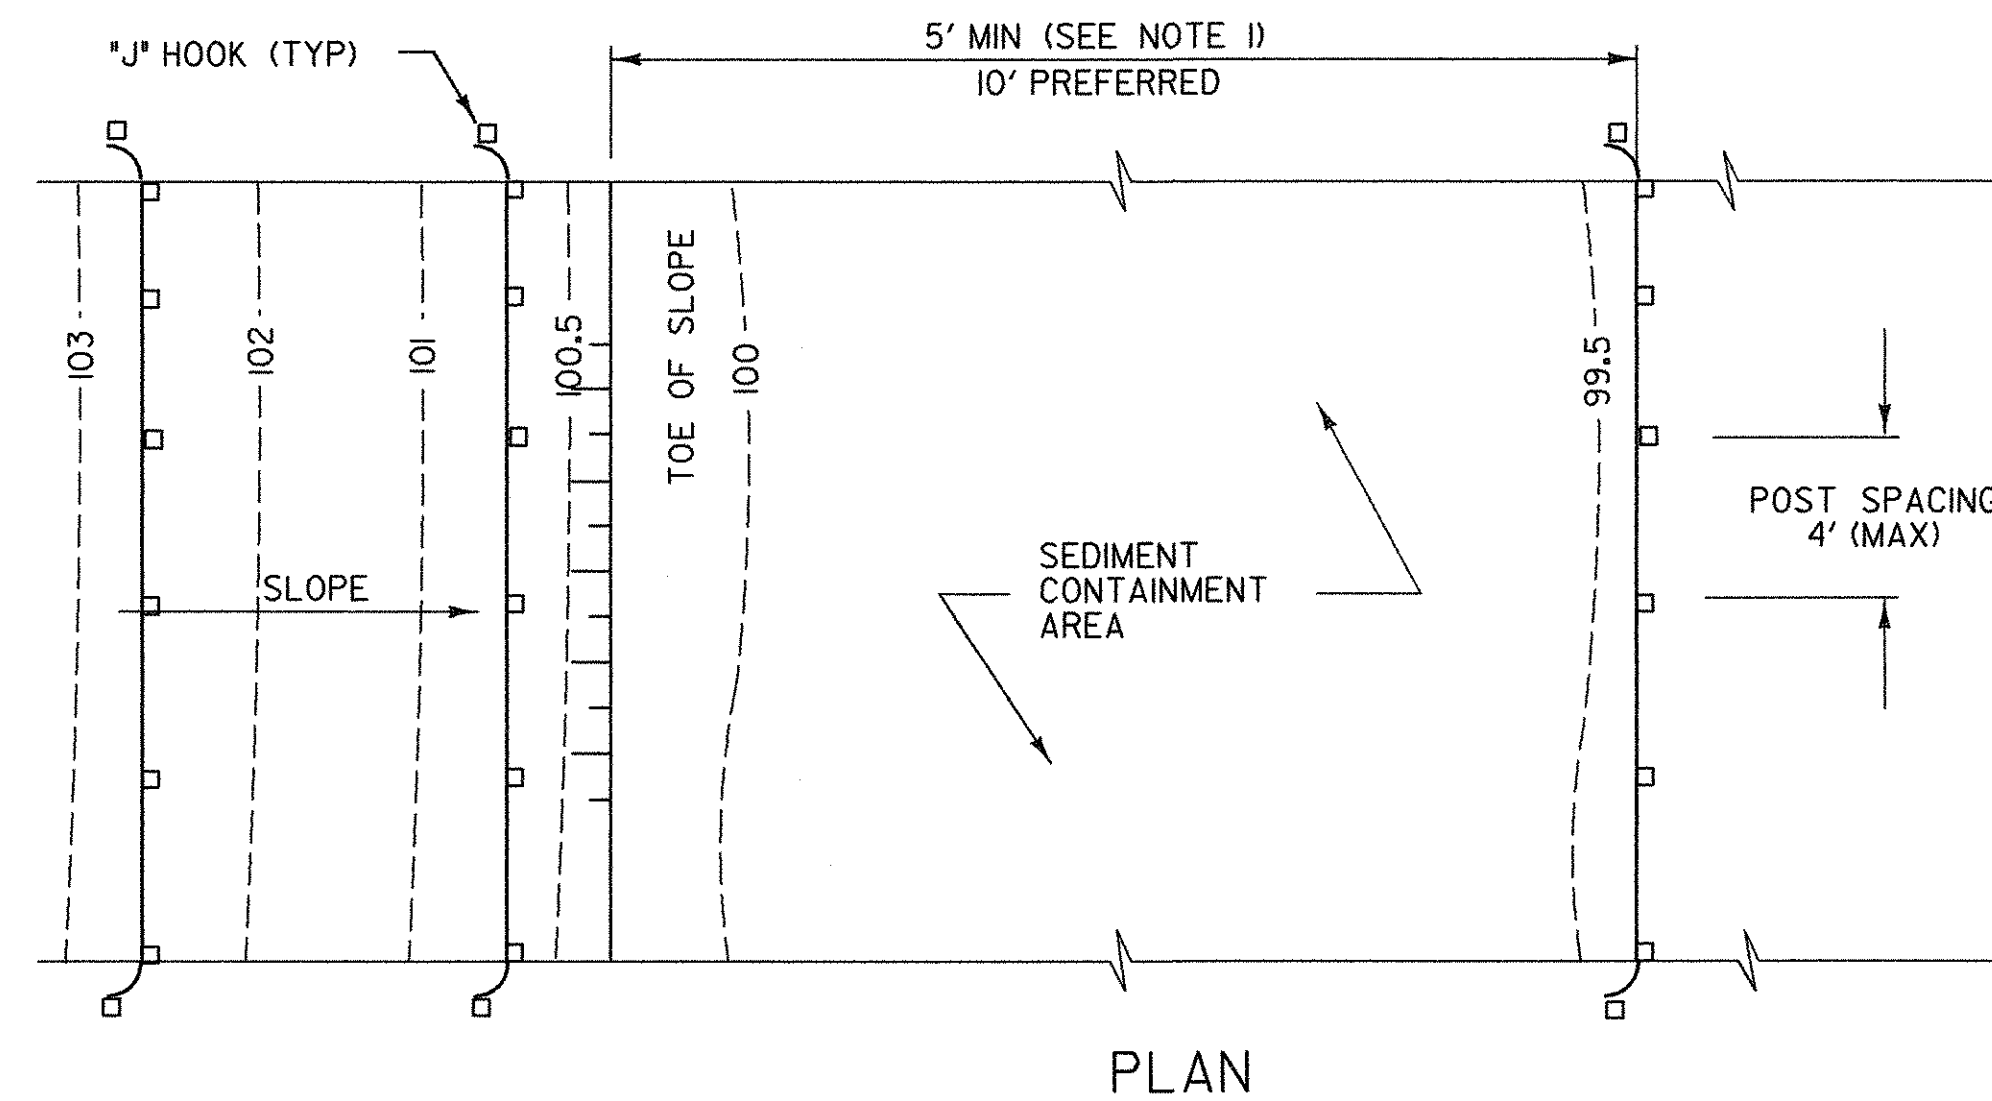 "J" HOOK (TYP)
5' MIN (SEE NOTE 1)
10' PREFERRED
103
102
101
100.5
TOE OF SLOPE
100
99.5
SLOPE
SEDIMENT
CONTAINMENT
AREA
POST SPACING
4' (MAX)
PLAN